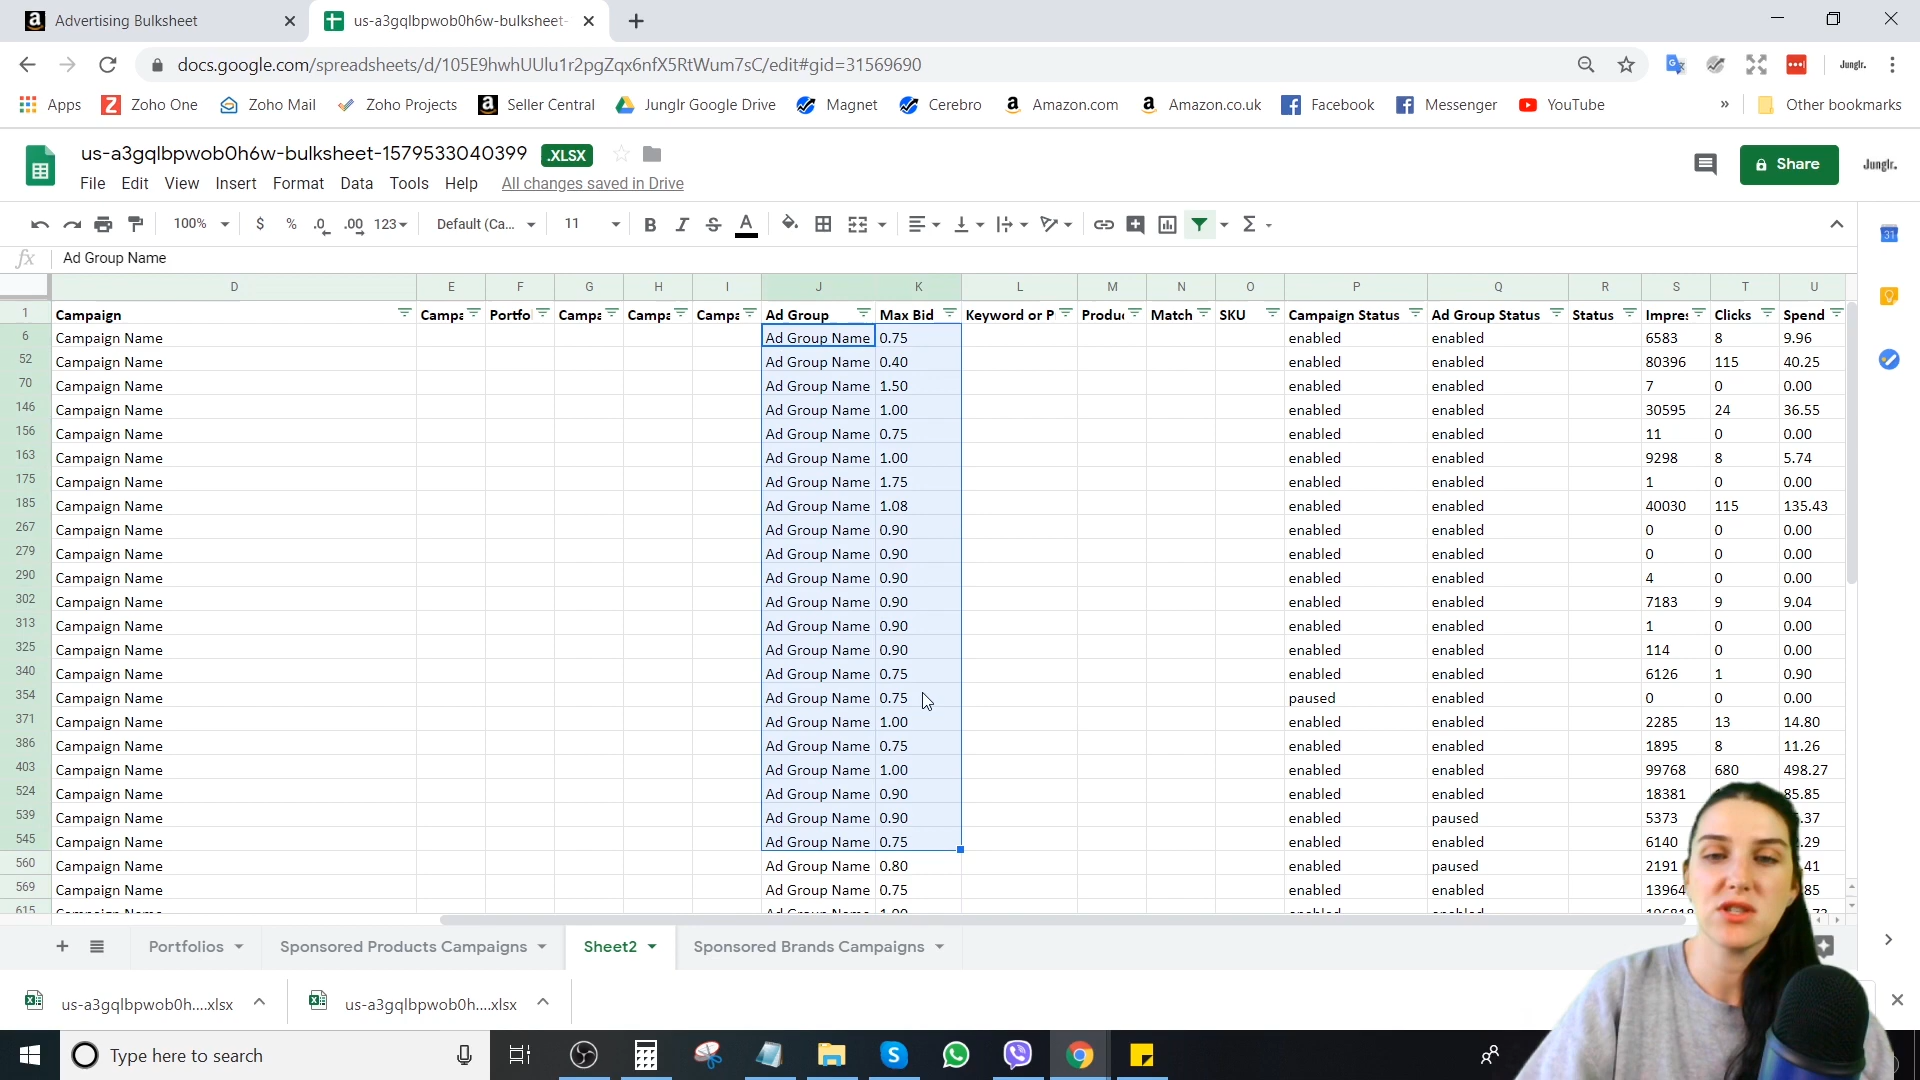 Advertising Bulksheet
us-a3gqlbpwob0h6w-bulksheet-
docs.google.com/spreadsheets/d/105E9hwhUUlu1r2pgZqx6nfX5RtWum7sC/edit#gid=31569690
Junglr.
Apps Zoho One Zoho Mail Zoho Projects Seller Central Junglr Google Drive Magnet Cerebro Amazon.com Amazon.co.uk Facebook Messenger YouTube » Other bookmarks
us-a3gqlbpwob0h6w-bulksheet-1579533040399 .XLSX
Share Junglr.
File Edit View Insert Format Data Tools Help All changes saved in Drive
100% $ % .0 .00 123 Default (Ca... 11 B I S A Σ
fx Ad Group Name
D E F G H I J K L M N O P Q R S T U
1 Campaign Campa Portfo Campa Campa Campa Ad Group Max Bid Keyword or P Produc Match SKU Campaign Status Ad Group Status Status Impres Clicks Spend
6 Campaign Name Ad Group Name 0.75 enabled enabled 6583 8 9.96
52 Campaign Name Ad Group Name 0.40 enabled enabled 80396 115 40.25
70 Campaign Name Ad Group Name 1.50 enabled enabled 7 0 0.00
146 Campaign Name Ad Group Name 1.00 enabled enabled 30595 24 36.55
156 Campaign Name Ad Group Name 0.75 enabled enabled 11 0 0.00
163 Campaign Name Ad Group Name 1.00 enabled enabled 9298 8 5.74
175 Campaign Name Ad Group Name 1.75 enabled enabled 1 0 0.00
185 Campaign Name Ad Group Name 1.08 enabled enabled 40030 115 135.43
267 Campaign Name Ad Group Name 0.90 enabled enabled 0 0 0.00
279 Campaign Name Ad Group Name 0.90 enabled enabled 0 0 0.00
290 Campaign Name Ad Group Name 0.90 enabled enabled 4 0 0.00
302 Campaign Name Ad Group Name 0.90 enabled enabled 7183 9 9.04
313 Campaign Name Ad Group Name 0.90 enabled enabled 1 0 0.00
325 Campaign Name Ad Group Name 0.90 enabled enabled 114 0 0.00
340 Campaign Name Ad Group Name 0.75 enabled enabled 6126 1 0.90
354 Campaign Name Ad Group Name 0.75 paused enabled 0 0 0.00
371 Campaign Name Ad Group Name 1.00 enabled enabled 2285 13 14.80
386 Campaign Name Ad Group Name 0.75 enabled enabled 1895 8 11.26
403 Campaign Name Ad Group Name 1.00 enabled enabled 99768 680 498.27
524 Campaign Name Ad Group Name 0.90 enabled enabled 18381 85.85
539 Campaign Name Ad Group Name 0.90 enabled paused 5373 .37
545 Campaign Name Ad Group Name 0.75 enabled enabled 6140 .29
560 Campaign Name Ad Group Name 0.80 enabled paused 2191 41
569 Campaign Name Ad Group Name 0.75 enabled enabled 13964 85
615
Portfolios Sponsored Products Campaigns Sheet2 Sponsored Brands Campaigns
us-a3gqlbpwob0h....xlsx us-a3gqlbpwob0h....xlsx
Type here to search